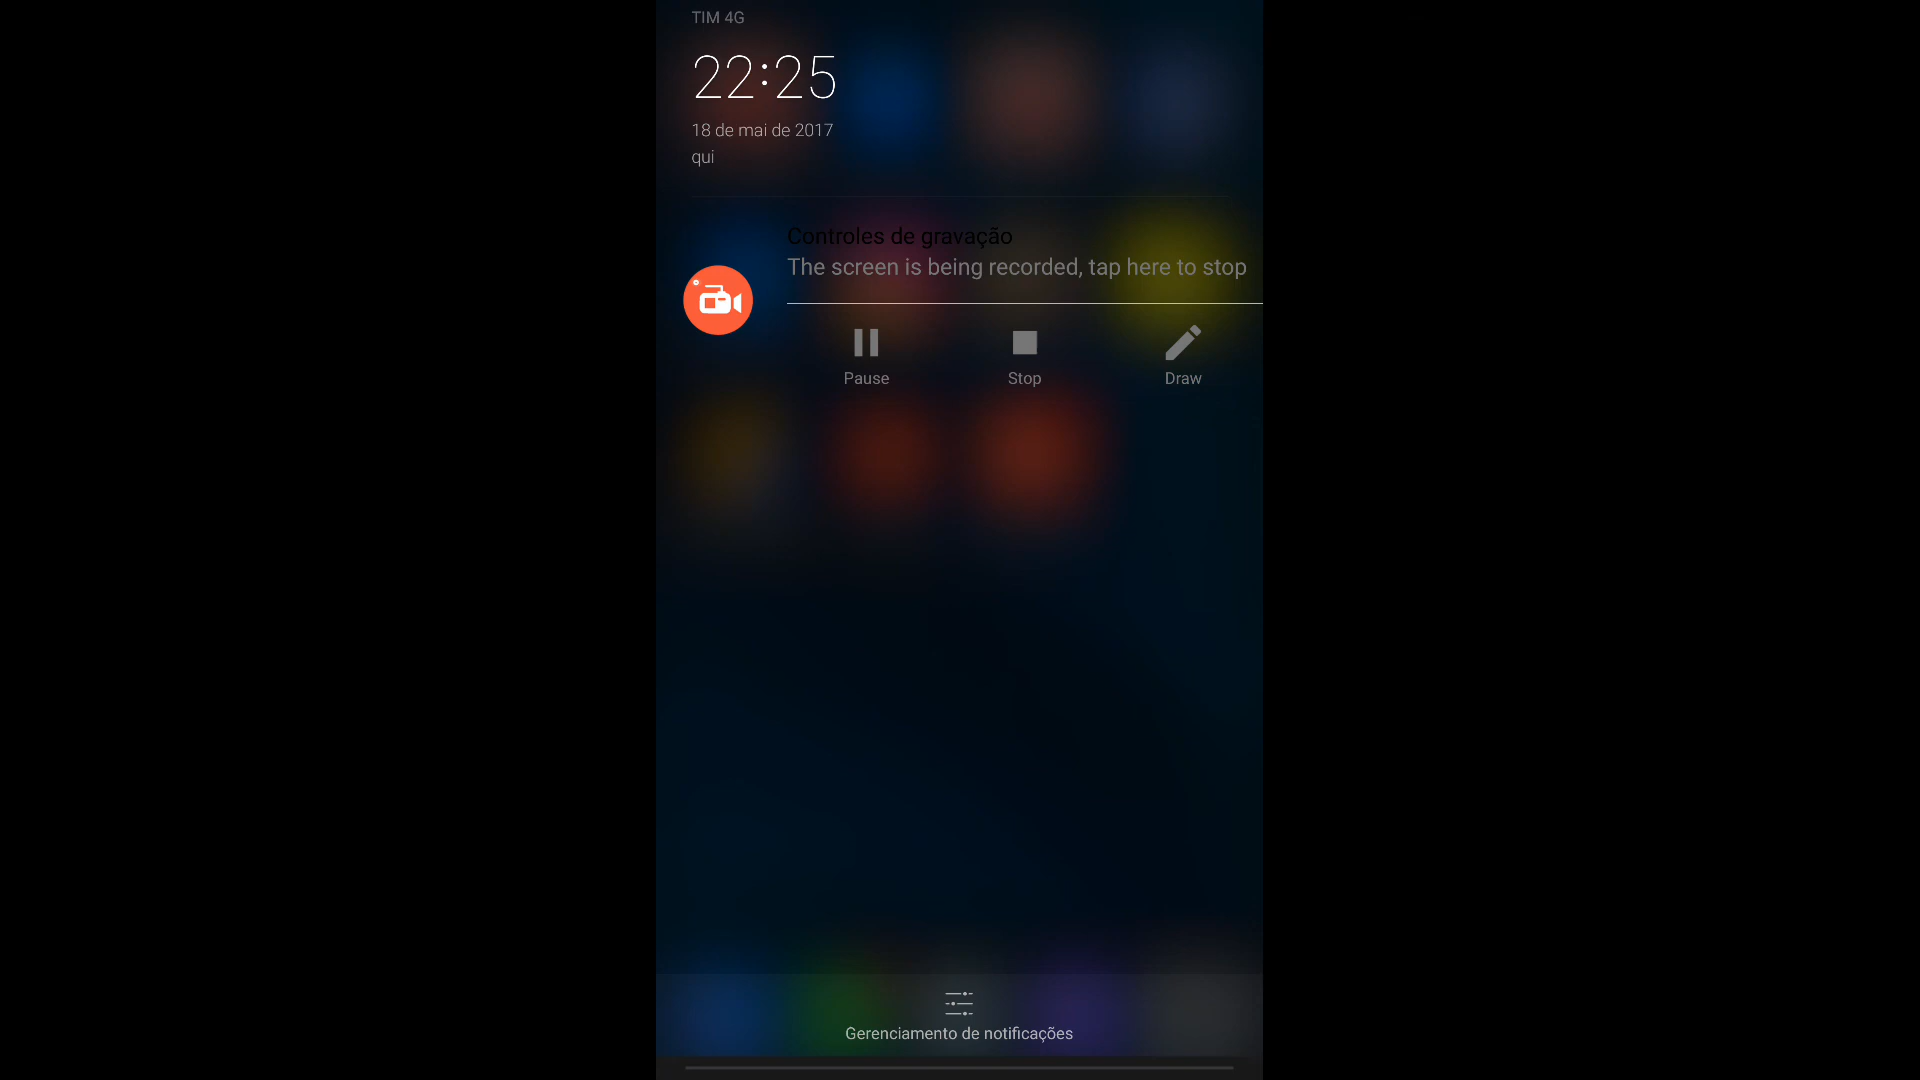 TIM 4G
22:25
18 de mai de 2017
qui
Controles de gravação
The screen is being recorded, tap here to stop
Pause
Stop
Draw
Gerenciamento de notificações